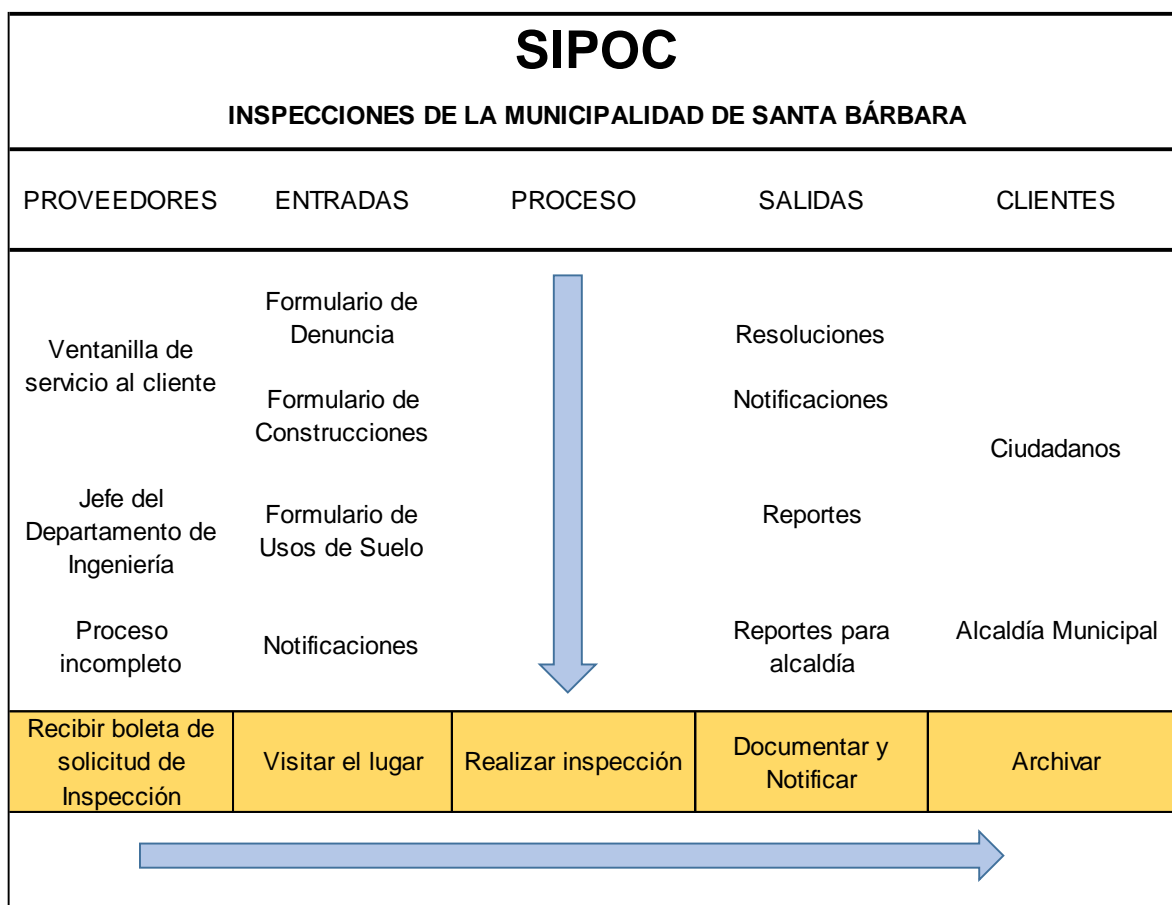 SIPOC
INSPECCIONES DE LA MUNICIPALIDAD DE SANTA BÁRBARA
PROVEEDORES
ENTRADAS
PROCESO
SALIDAS
CLIENTES
Ventanilla de
servicio al cliente
Jefe del
Departamento de
Ingeniería
Proceso
incompleto
Formulario de
Denuncia
Formulario de
Construcciones
Formulario de
Usos de Suelo
Notificaciones
Resoluciones
Notificaciones
Reportes
Reportes para
alcaldía
Ciudadanos
Alcaldía Municipal
Recibir boleta de
solicitud de
Inspección
Visitar el lugar
Realizar inspección
Documentar y
Notificar
Archivar